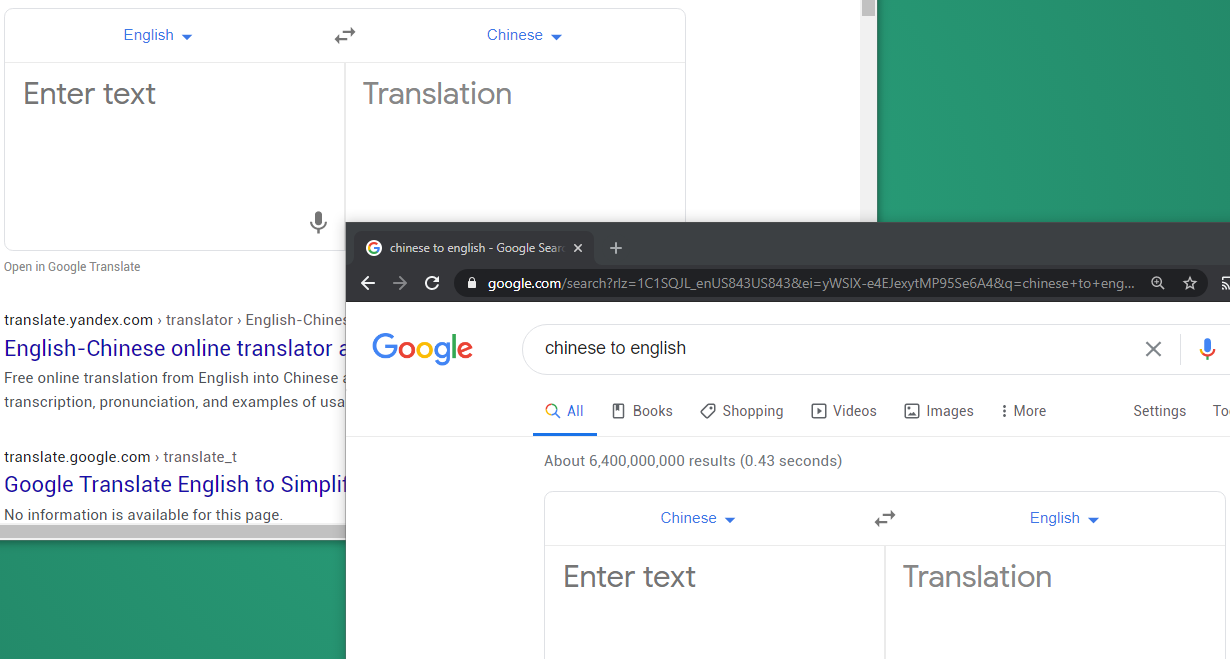 English
Chinese
Enter text
Translation
Open in Google Translate
translate.yandex.com › translator › English-Chines
English-Chinese online translator a
Free online translation from English into Chinese a
transcription, pronunciation, and examples of usa
translate.google.com › translate_t
Google Translate English to Simplif
No information is available for this page.
chinese to english - Google Sear
google.com/search?rlz=1C1SQJL_enUS843US843&ei=yWSIX-e4EJexytMP95Se6A4&q=chinese+to+eng...
Google
chinese to english
All
Books
Shopping
Videos
Images
More
Settings
To
About 6,400,000,000 results (0.43 seconds)
Chinese
English
Enter text
Translation